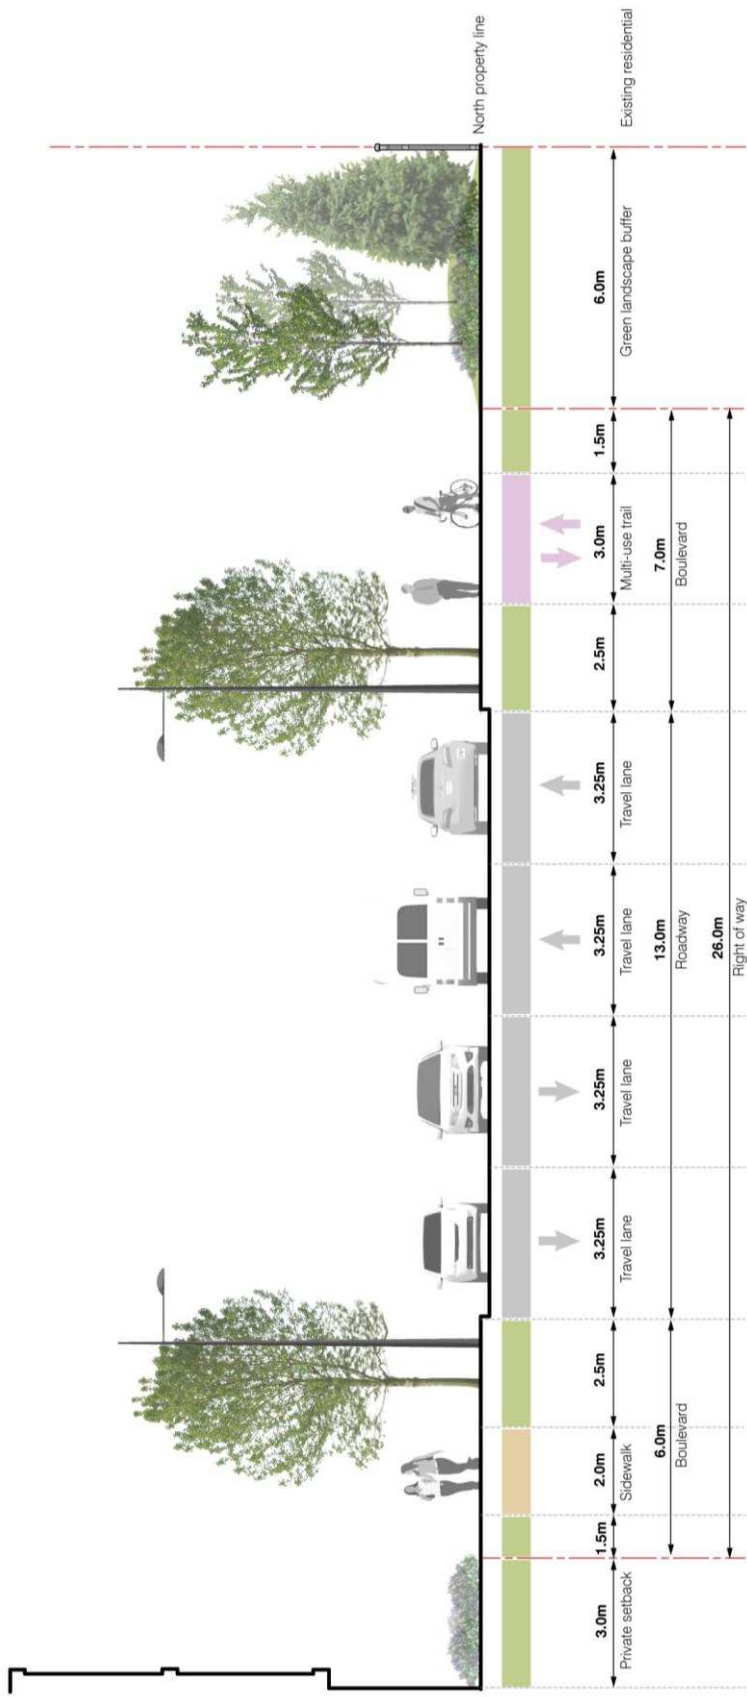 North property line
Existing residential
3.0m
Private setback
1.5m
2.0m
Sidewalk
2.5m
3.25m
Travel lane
3.25m
Travel lane
3.25m
Travel lane
3.25m
Travel lane
2.5m
3.0m
Multi-use trail
1.5m
6.0m
Green landscape buffer
6.0m
Boulevard
13.0m
Roadway
7.0m
Boulevard
26.0m
Right of way